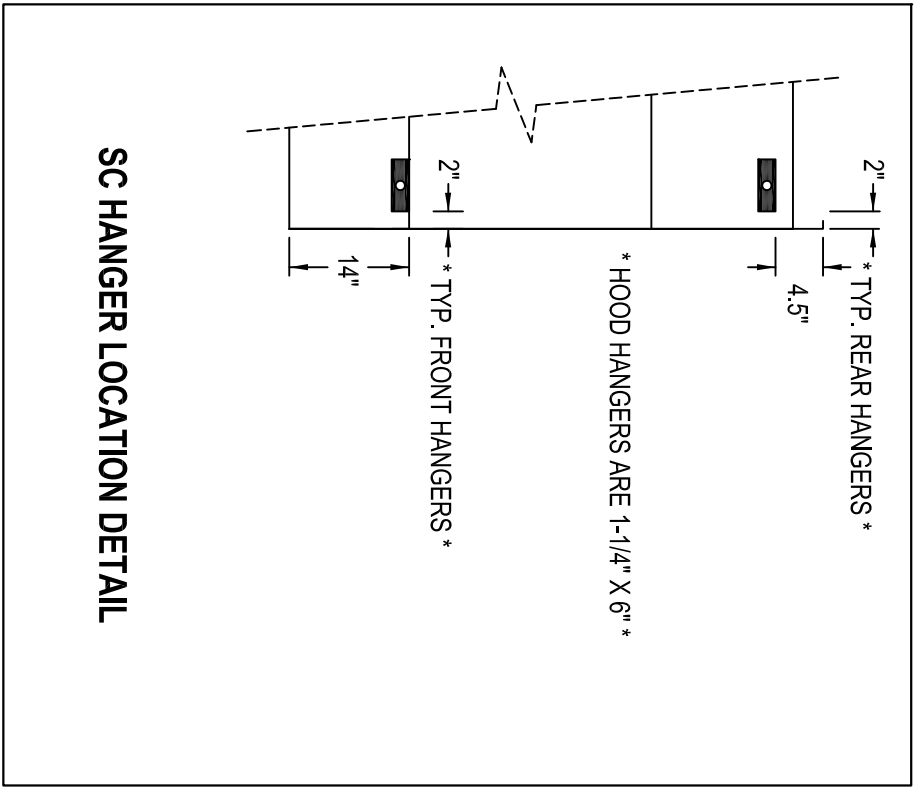 2" * TYP. REAR HANGERS *
4.5"
* HOOD HANGERS ARE 1-1/4" X 6" *
2" * TYP. FRONT HANGERS *
14"
SC HANGER LOCATION DETAIL